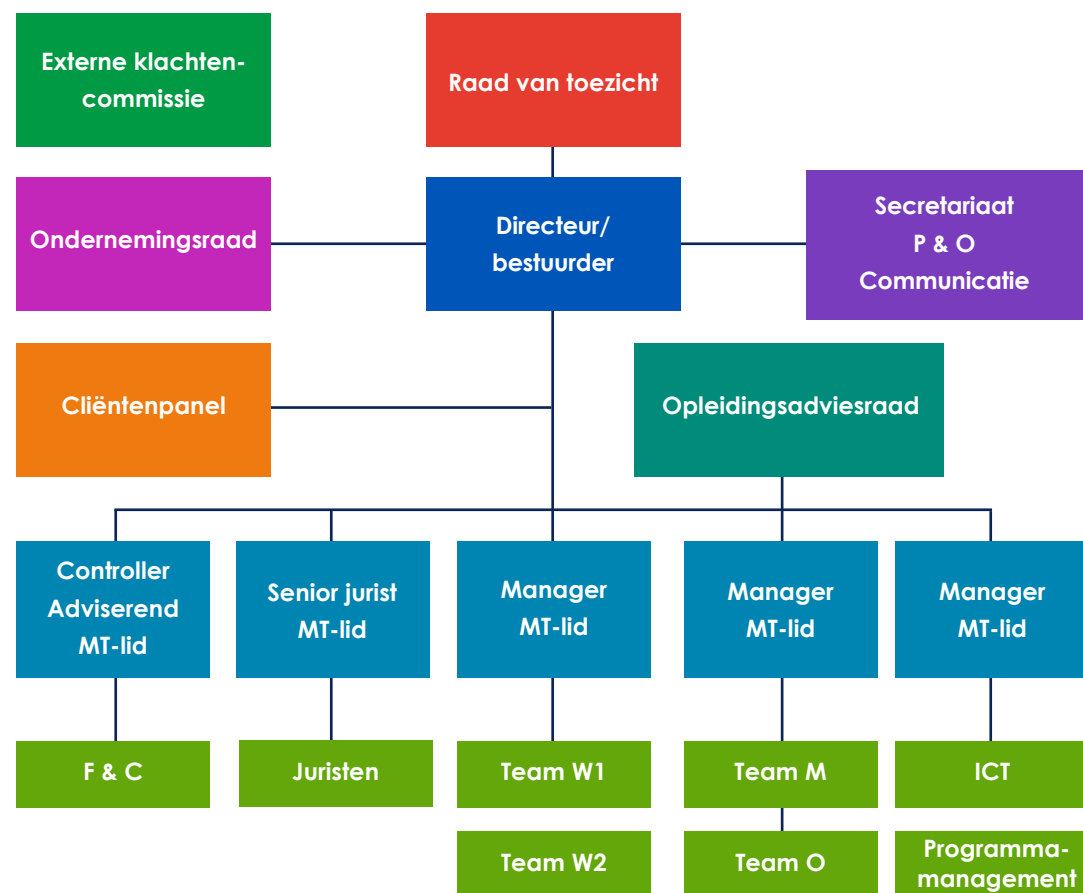 Externe klachten-
commissie
Raad van toezicht
Ondernemingsraad
Directeur/
bestuurder
Secretariaat
P & O
Communicatie
Cliëntenpanel
Opleidingsadviesraad
Controller
Adviserend
MT-lid
Senior jurist
MT-lid
Manager
MT-lid
Manager
MT-lid
Manager
MT-lid
F & C
Juristen
Team W1
Team M
ICT
Team W2
Team O
Programma-
management